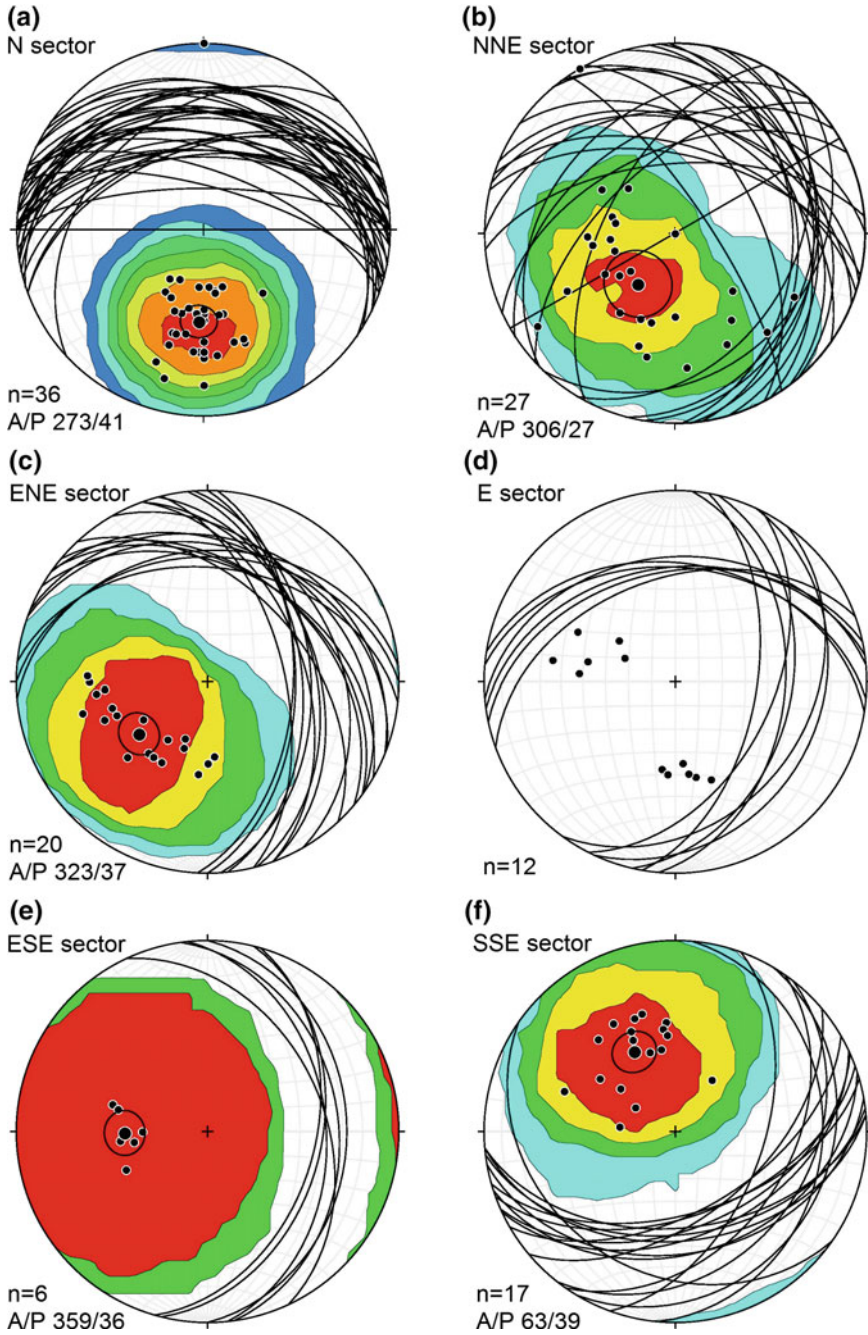 (a)
N sector
n=36
A/P 273/41
(b)
NNE sector
n=27
A/P 306/27
(c)
ENE sector
n=20
A/P 323/37
(d)
E sector
n=12
(e)
ESE sector
n=6
A/P 359/36
(f)
SSE sector
n=17
A/P 63/39